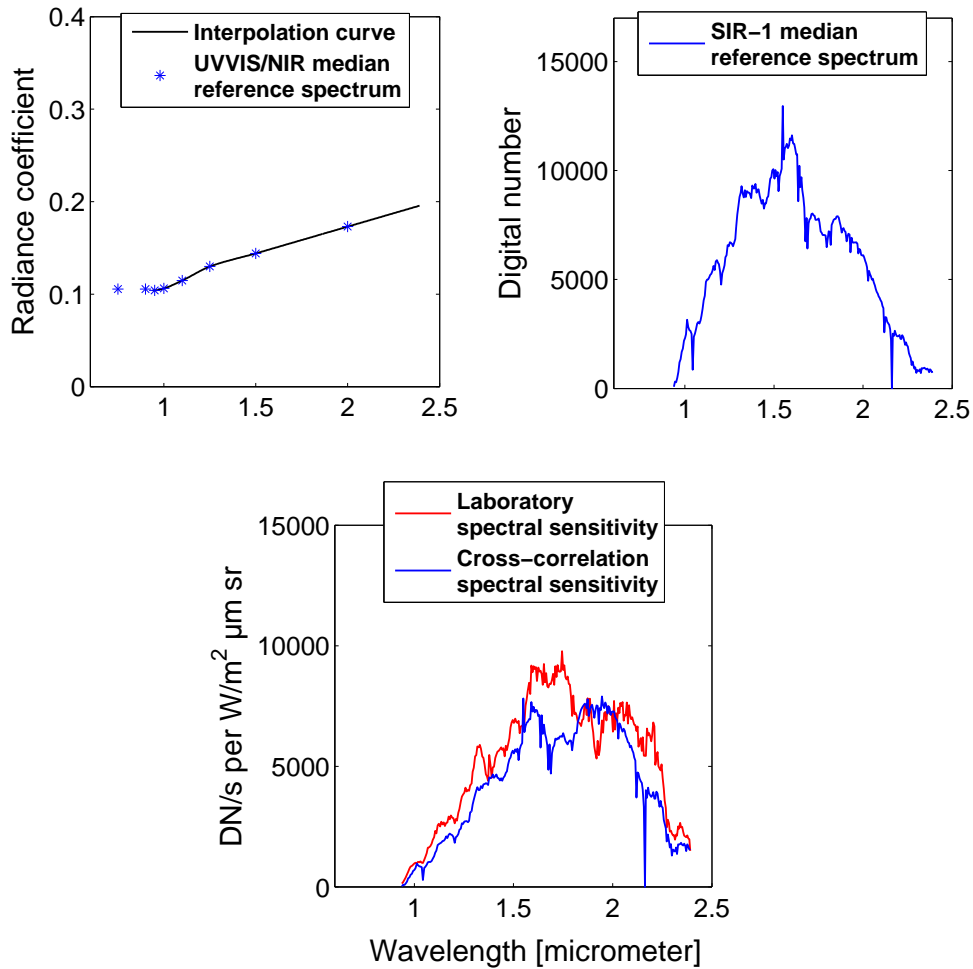 0.4
0.3
0.2
0.1
0
Radiance coefficient
Interpolation curve
UVVIS/NIR median
reference spectrum
1
1.5
2
2.5
15000
10000
5000
0
Digital number
SIR−1 median
reference spectrum
1
1.5
2
2.5
15000
10000
5000
0
DN/s per W/m² µm sr
Laboratory
spectral sensitivity
Cross−correlation
spectral sensitivity
1
1.5
2
2.5
Wavelength [micrometer]